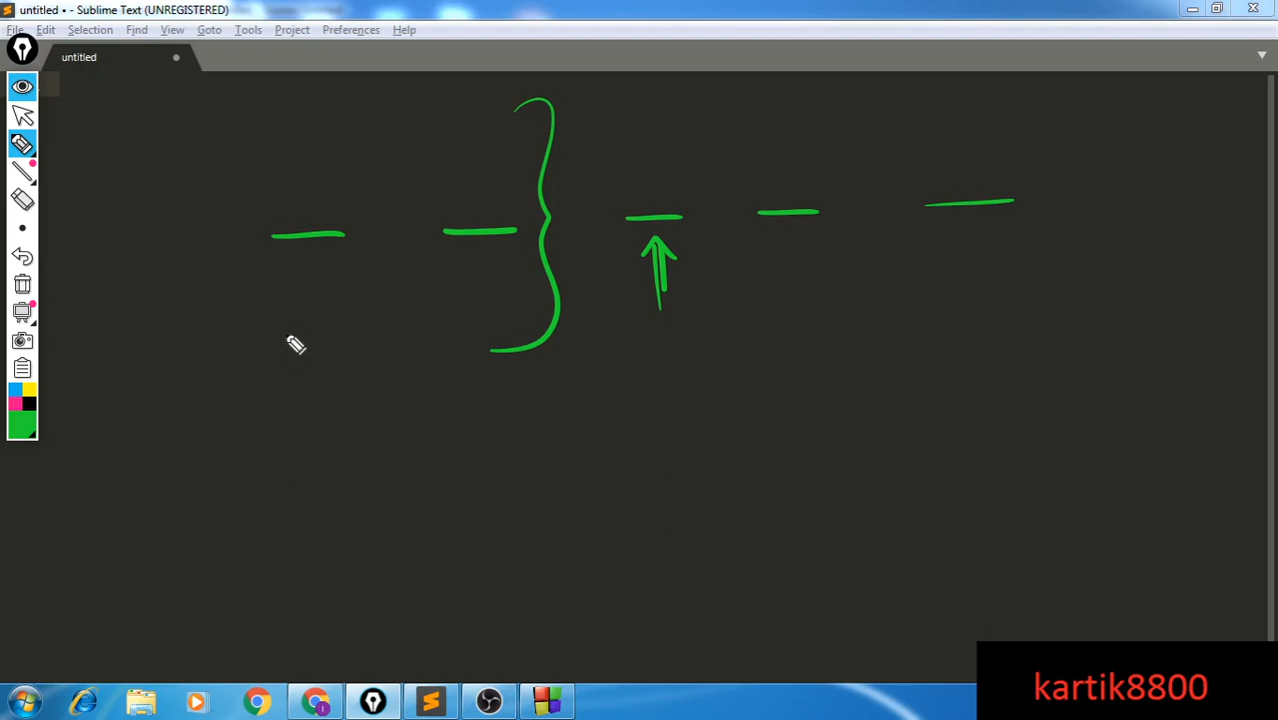 untitled • - Sublime Text (UNREGISTERED)
File Edit Selection Find View Goto Tools Project Preferences Help
untitled
kartik8800